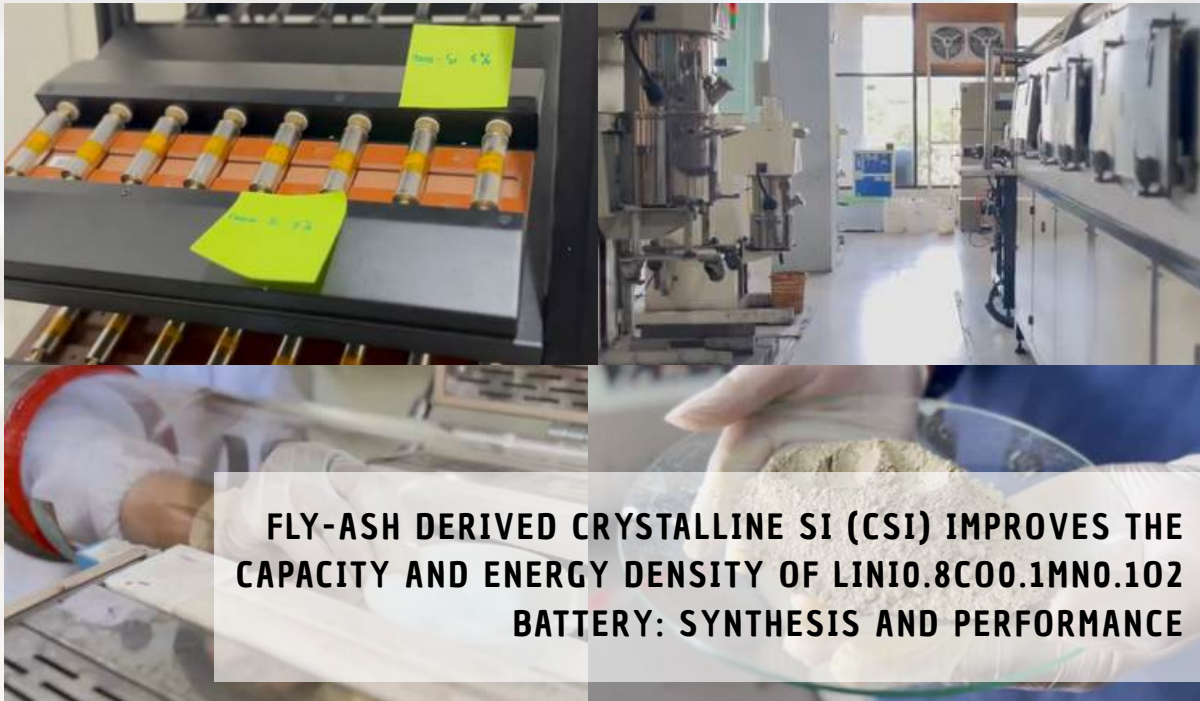 FLY-ASH DERIVED CRYSTALLINE SI (CSI) IMPROVES THE
CAPACITY AND ENERGY DENSITY OF LINI0.8CO0.1MN0.1O2
BATTERY: SYNTHESIS AND PERFORMANCE